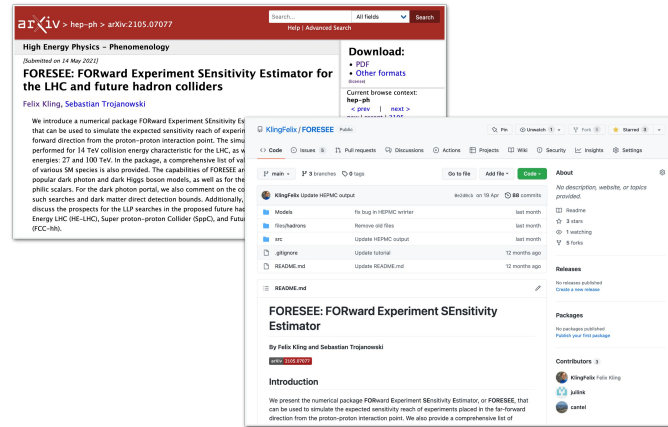 arXiv > hep-ph > arXiv:2105.07077
Search...
All fields
Search
Help | Advanced Search
High Energy Physics – Phenomenology
[Submitted on 14 May 2021]
FORESEE: FORward Experiment SEnsitivity Estimator for
the LHC and future hadron colliders
Felix Kling, Sebastian Trojanowski
We introduce a numerical package FORward Experiment SEnsitivity Es
that can be used to simulate the expected sensitivity reach of experim
forward direction from the proton-proton interaction point. The simu
performed for 14 TeV collision energy characteristic for the LHC, as w
energies: 27 and 100 TeV. In the package, a comprehensive list of val
of various SM species is also provided. The capabilities of FORESEE ar
popular dark photon and dark Higgs boson models, as well as for the
philic scalars. For the dark photon portal, we also comment on the co
such searches and dark matter direct detection bounds. Additionally,
discuss the prospects for the LLP searches in the proposed future had
Energy LHC (HE-LHC), Super proton-proton Collider (SppC), and Futu
(FCC-hh).
Download:
• PDF
• Other formats
(license)
Current browse context:
hep-ph
< prev | next >
KlingFelix / FORESEE Public
Pin
Unwatch 1
Fork 6
Starred 3
Code
Issues 6
Pull requests
Discussions
Actions
Projects
Wiki
Security
Insights
Settings
main
3 branches
0 tags
Go to file
Add file
Code
KlingFelix Update HEPMC output
on 19 Apr
88 commits
Models
fix bug in HEPMC wrirter
last month
files/hadrons
Remove old files
last month
src
Update HEPMC output
last month
.gitignore
Update tutorial
12 months ago
README.md
Update README.md
12 months ago
README.md
FORESEE: FORward Experiment SEnsitivity
Estimator
By Felix Kling and Sebastian Trojanowski
arXiv 2105.07077
Introduction
We present the numerical package FORward Experiment SEnsitivity Estimator, or FORESEE, that
can be used to simulate the expected sensitivity reach of experiments placed in the far-forward
direction from the proton-proton interaction point. We also provide a comprehensive list of
About
No description, website, or topics
provided.
Readme
3 stars
1 watching
6 forks
Releases
No releases published
Create a new release
Packages
No packages published
Publish your first package
Contributors 3
KlingFelix Felix Kling
juliink
cantel